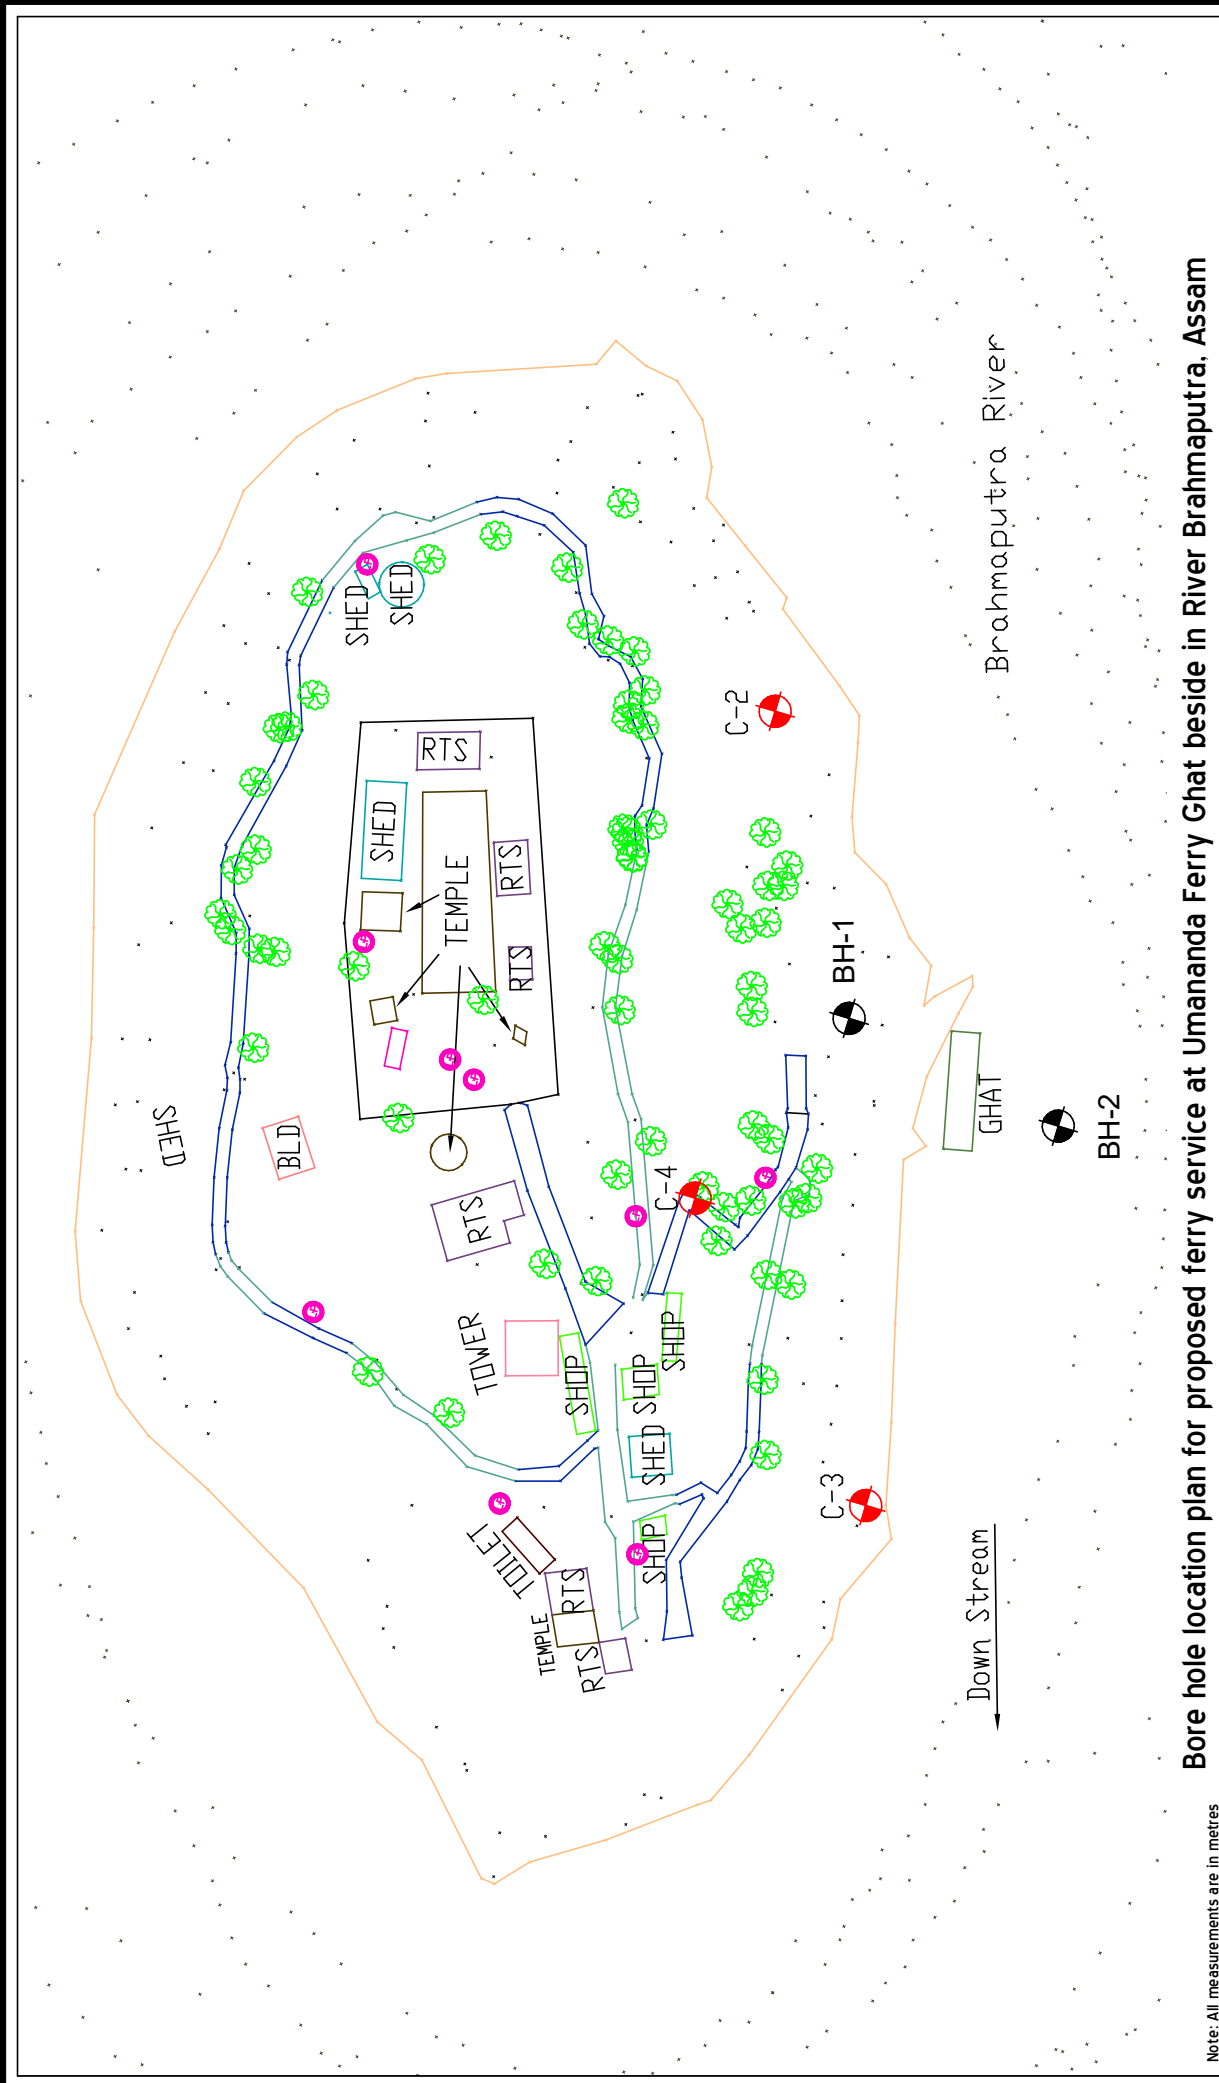 SHED
BLD
SHED
SHED
RTS
SHED
TEMPLE
RTS
RTS
RTS
TOWER
SHOP
SHOP
SHOP
SHED
SHOP
TOILET
RTS
TEMPLE
RTS
C-2
C-4
C-3
BH-1
BH-2
GHAT
Brahmaputra River
Down Stream
Bore hole location plan for proposed ferry service at Umananda Ferry Ghat beside in River Brahmaputra, Assam
Note: All measurements are in metres